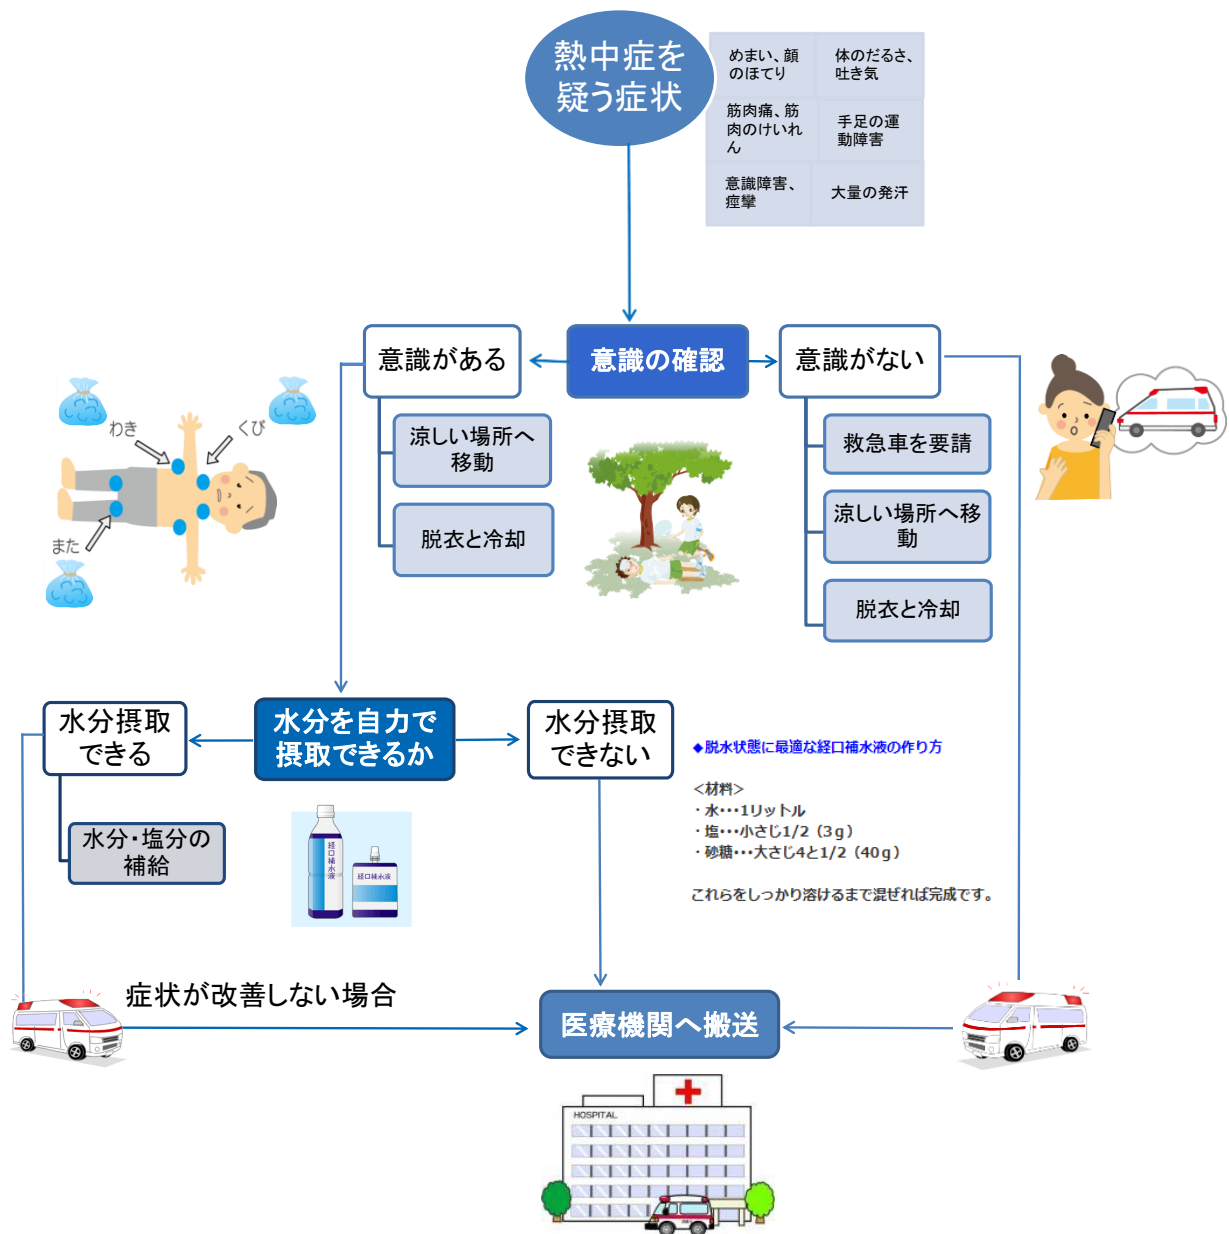 熱中症を
疑う症状
めまい、顔
のほてり
体のだるさ、
吐き気
筋肉痛、筋
肉のけいれ
ん
手足の運
動障害
意識障害、
痙攣
大量の発汗
意識がある
意識の確認
意識がない
わき
くび
また
涼しい場所へ
移動
脱衣と冷却
救急車を要請
涼しい場所へ移
動
脱衣と冷却
水分摂取
できる
水分を自力で
摂取できるか
水分摂取
できない
水分・塩分の
補給
経口補水液
経口補水液
◆脱水状態に最適な経口補水液の作り方
<材料>
・水・・・1リットル
・塩・・・小さじ1/2（3g）
・砂糖・・・大さじ4と1/2（40g）
これらをしっかり溶けるまで混ぜれば完成です。
症状が改善しない場合
医療機関へ搬送
HOSPITAL